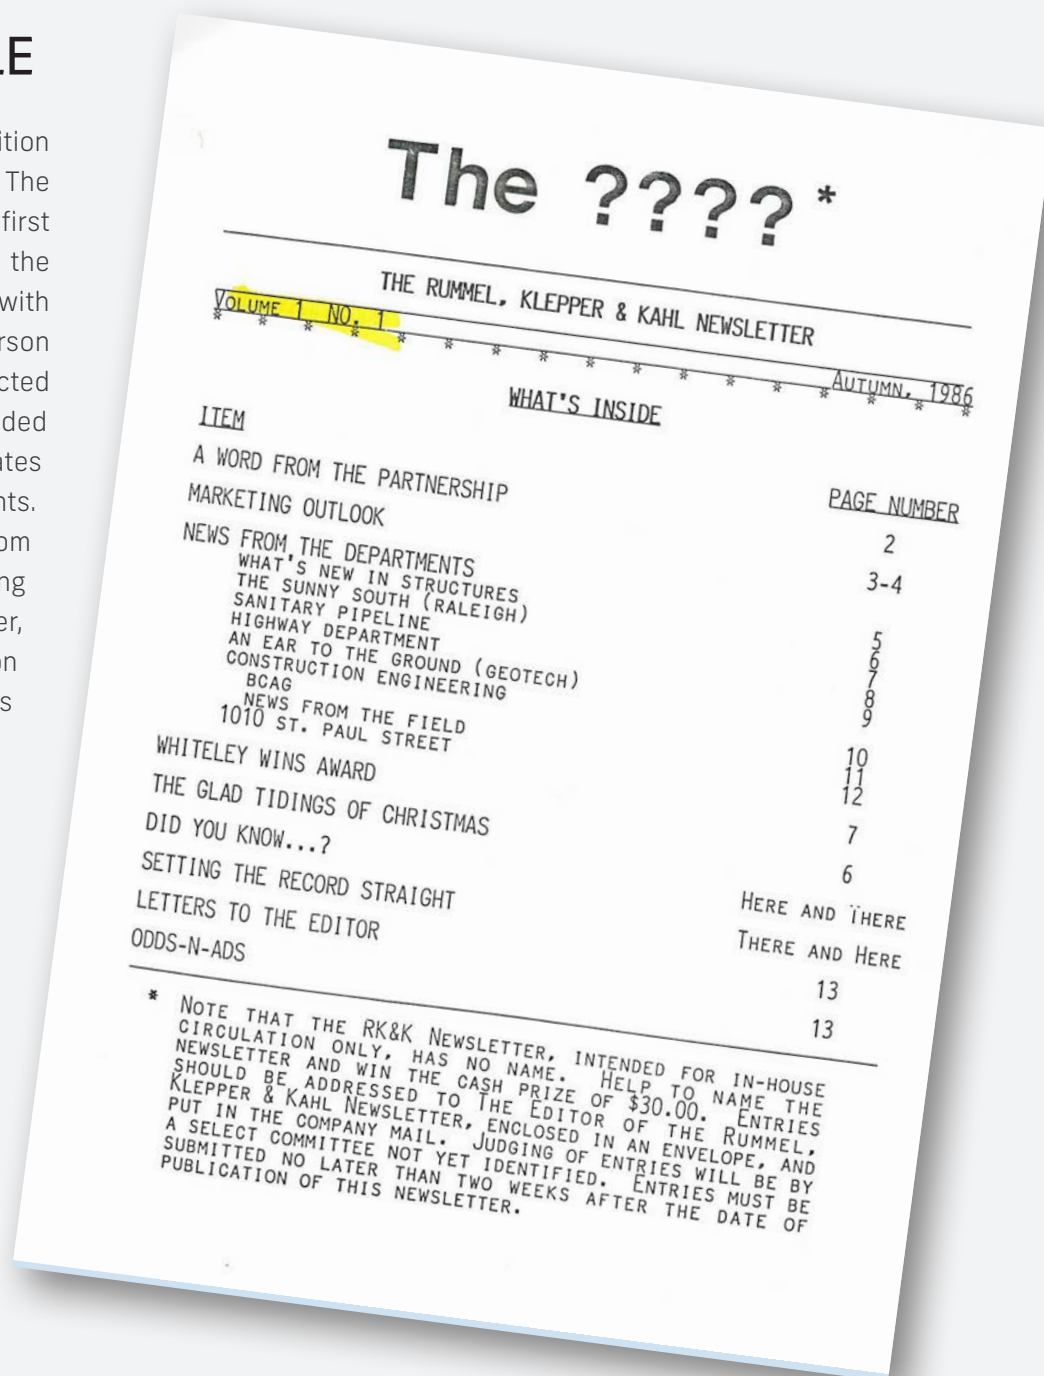 LE
ition
The
first
the
with
rson
cted
ded
ates
nts.
om
ng
er,
on
s
The ????*
THE RUMMEL, KLEPPER & KAHL NEWSLETTER
VOLUME 1 NO. 1 AUTUMN, 1986
* * * * * * * * * * * * * * * * *
WHAT'S INSIDE
ITEM PAGE NUMBER
A WORD FROM THE PARTNERSHIP 2
MARKETING OUTLOOK 3-4
NEWS FROM THE DEPARTMENTS
WHAT'S NEW IN STRUCTURES 5
THE SUNNY SOUTH (RALEIGH) 6
SANITARY PIPELINE 7
HIGHWAY DEPARTMENT 8
AN EAR TO THE GROUND (GEOTECH) 9
CONSTRUCTION ENGINEERING
BCAG 10
NEWS FROM THE FIELD 11
1010 ST. PAUL STREET 12
WHITELEY WINS AWARD 7
THE GLAD TIDINGS OF CHRISTMAS 6
DID YOU KNOW...? HERE AND THERE
SETTING THE RECORD STRAIGHT THERE AND HERE
LETTERS TO THE EDITOR 13
ODDS-N-ADS 13
* NOTE THAT THE RK&K NEWSLETTER, INTENDED FOR IN-HOUSE
CIRCULATION ONLY, HAS NO NAME. HELP TO NAME THE
NEWSLETTER AND WIN THE CASH PRIZE OF $30.00. ENTRIES
SHOULD BE ADDRESSED TO THE EDITOR OF THE RUMMEL,
KLEPPER & KAHL NEWSLETTER, ENCLOSED IN AN ENVELOPE, AND
PUT IN THE COMPANY MAIL. JUDGING OF ENTRIES WILL BE BY
A SELECT COMMITTEE NOT YET IDENTIFIED. ENTRIES MUST BE
SUBMITTED NO LATER THAN TWO WEEKS AFTER THE DATE OF
PUBLICATION OF THIS NEWSLETTER.